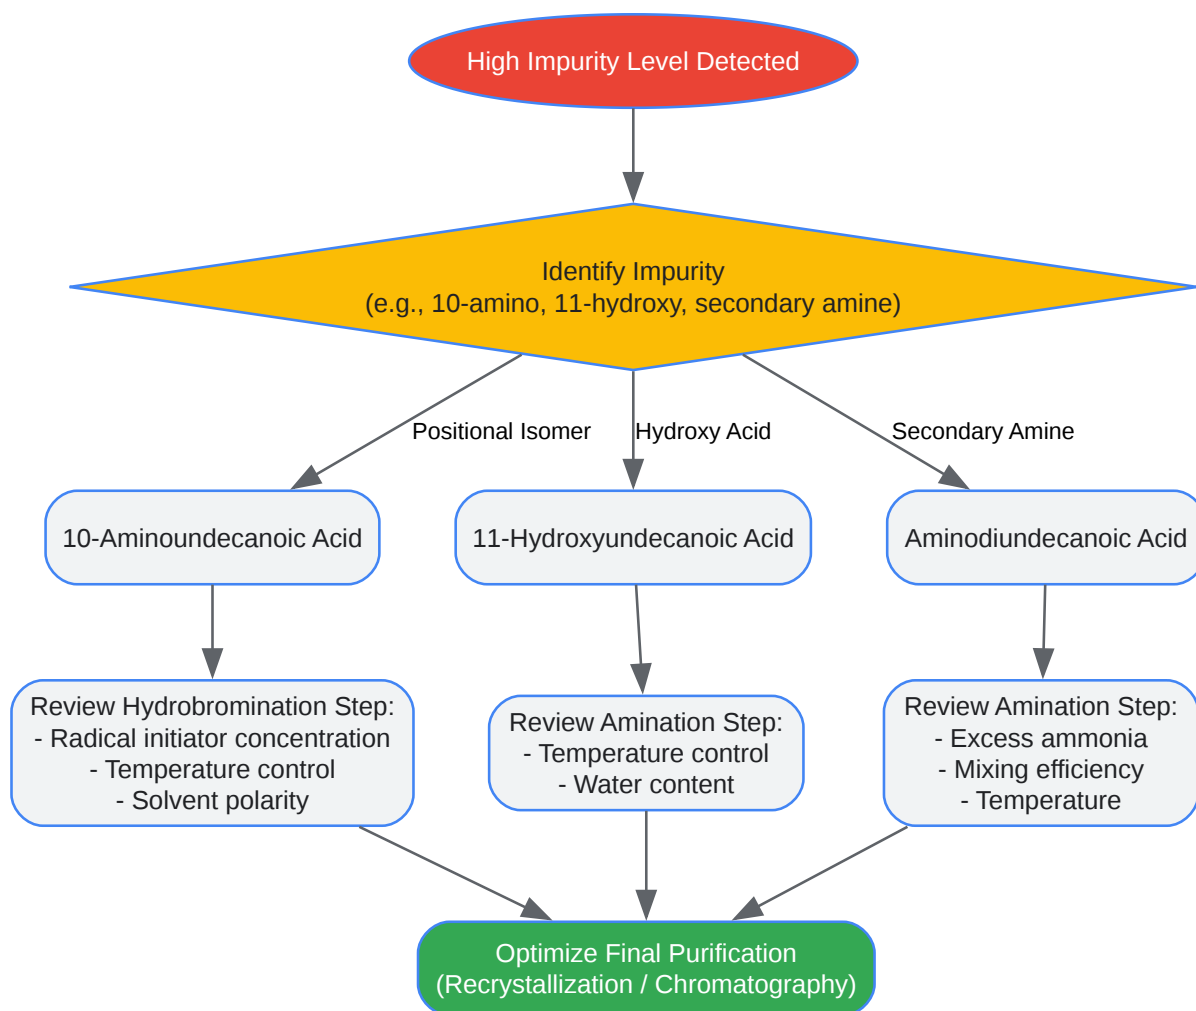 High Impurity Level Detected
Identify Impurity
(e.g., 10-amino, 11-hydroxy, secondary amine)
Positional Isomer
Hydroxy Acid
Secondary Amine
10-Aminoundecanoic Acid
11-Hydroxyundecanoic Acid
Aminodiundecanoic Acid
Review Hydrobromination Step:
- Radical initiator concentration
- Temperature control
- Solvent polarity
Review Amination Step:
- Temperature control
- Water content
Review Amination Step:
- Excess ammonia
- Mixing efficiency
- Temperature
Optimize Final Purification
(Recrystallization / Chromatography)